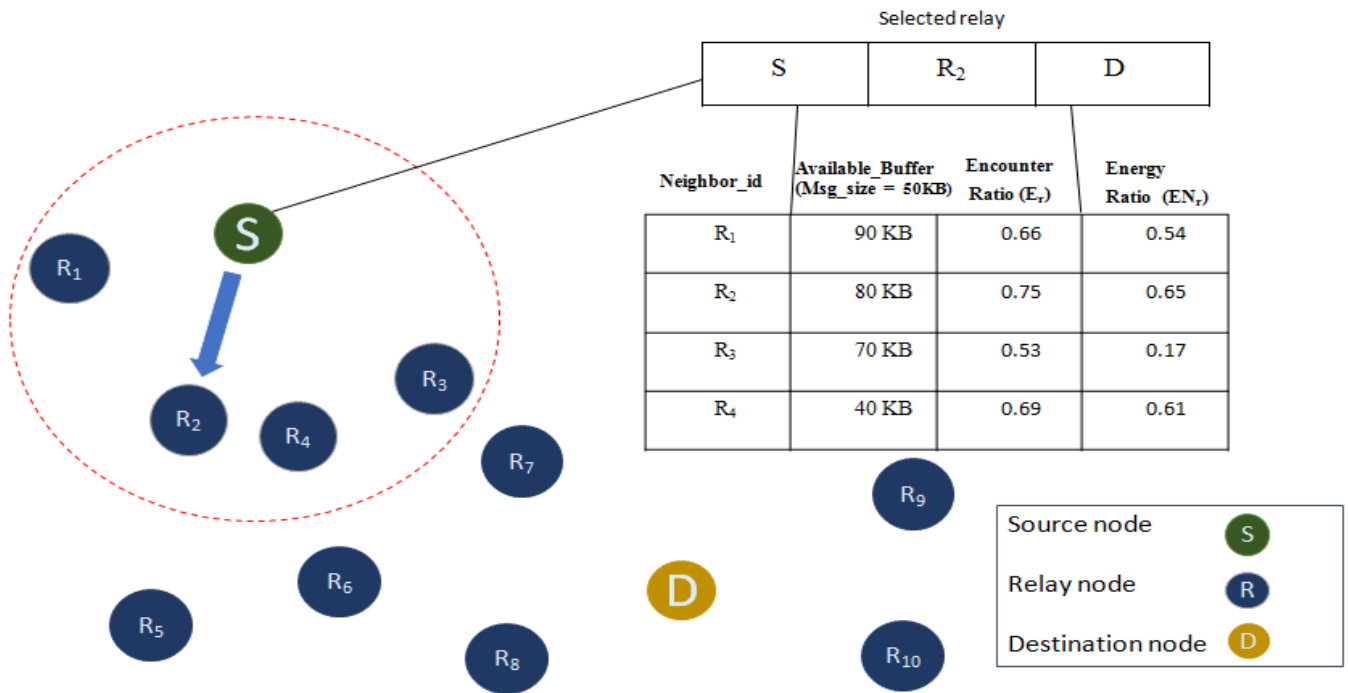 Selected relay
S R₂ D
Neighbor_id Available_Buffer (Msg_size = 50KB) Encounter Ratio (Eᵣ) Energy Ratio (ENᵣ)
R₁ 90 KB 0.66 0.54
R₂ 80 KB 0.75 0.65
R₃ 70 KB 0.53 0.17
R₄ 40 KB 0.69 0.61
S
R₁
R₃
R₂
R₄
R₇
R₉
R₆
D
R₅
R₈
R₁₀
Source node S
Relay node R
Destination node D